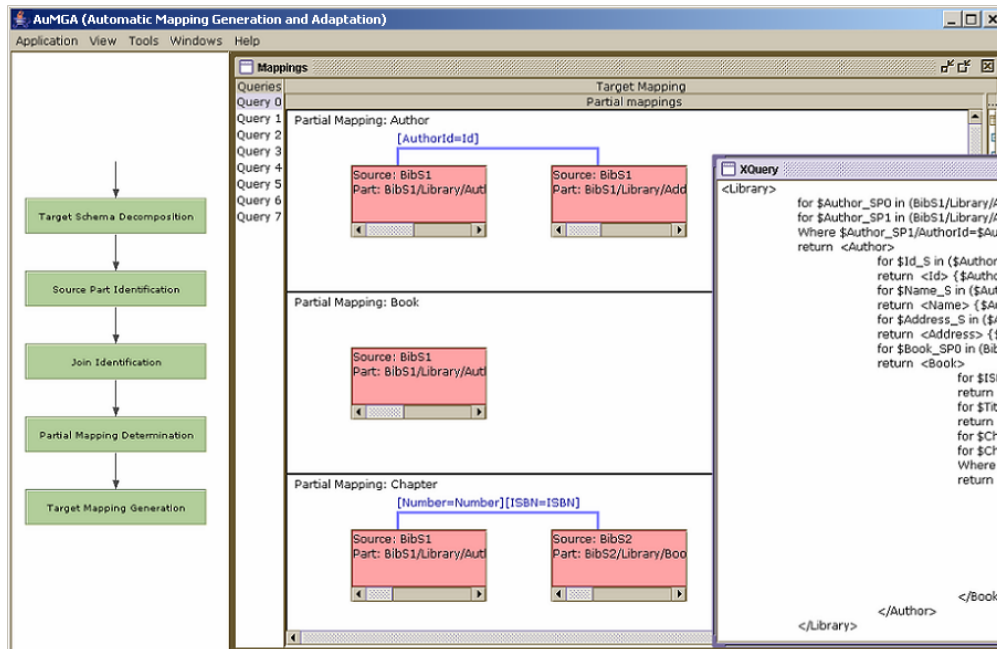 AuMGA (Automatic Mapping Generation and Adaptation)
Application View Tools Windows Help
Target Schema Decomposition
Source Part Identification
Join Identification
Partial Mapping Determination
Target Mapping Generation
Mappings
Queries
Query 0
Query 1
Query 2
Query 3
Query 4
Query 5
Query 6
Query 7
Target Mapping
Partial mappings
Partial Mapping: Author
[AuthorId=Id]
Source: BibS1
Part: BibS1/Library/Aut
Source: BibS1
Part: BibS1/Library/Add
Partial Mapping: Book
Source: BibS1
Part: BibS1/Library/Aut
Partial Mapping: Chapter
[Number=Number][ISBN=ISBN]
Source: BibS1
Part: BibS1/Library/Aut
Source: BibS2
Part: BibS2/Library/Boo
XQuery
<Library>
for $Author_SP0 in (BibS1/Library/
for $Author_SP1 in (BibS1/Library/
Where $Author_SP1/AuthorId=$Au
return <Author>
for $Id_S in ($Author
return <Id> {$Autho
for $Name_S in ($Aut
return <Name> {$A
for $Address_S in ($
return <Address> {$
for $Book_SP0 in (Bib
return <Book>
for $IS
return
for $Tit
return
for $Ch
for $Ch
Where
return
</Book
</Author>
</Library>